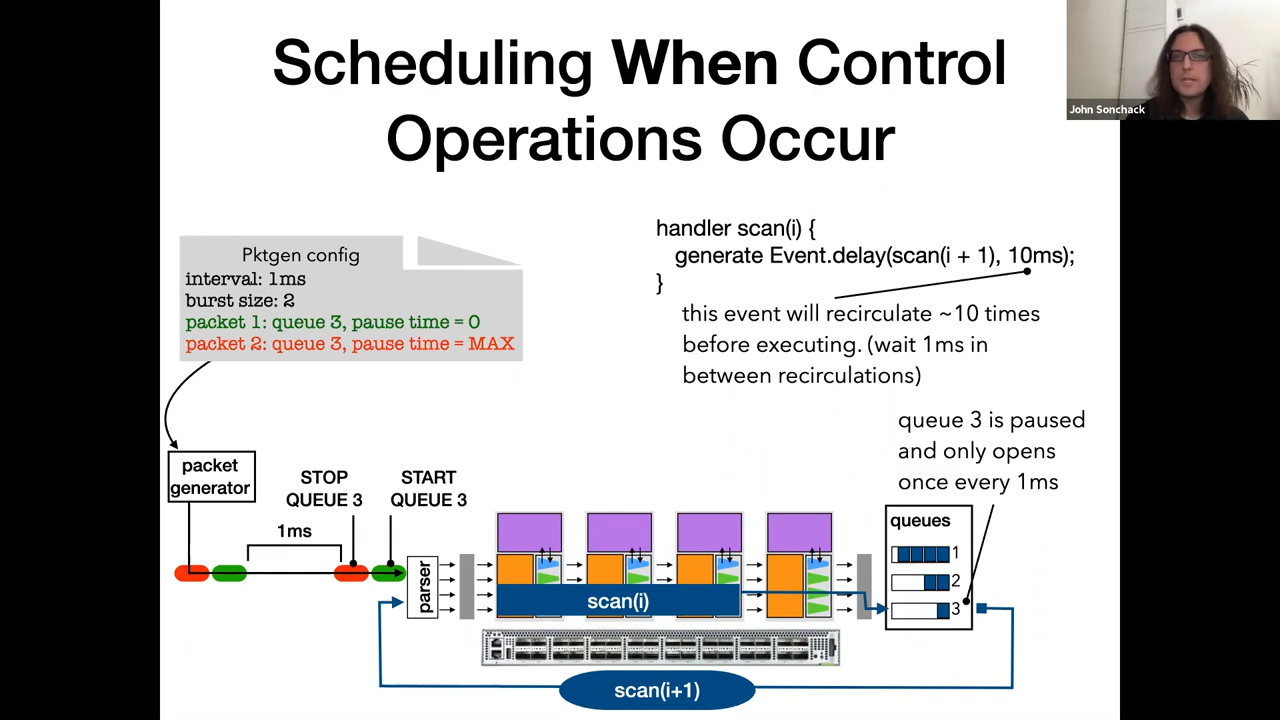 Scheduling When Control
Operations Occur
John Sonchack
Pktgen config
interval: 1ms
burst size: 2
packet 1: queue 3, pause time = 0
packet 2: queue 3, pause time = MAX
handler scan(i) {
generate Event.delay(scan(i + 1), 10ms);
}
this event will recirculate ~10 times
before executing. (wait 1ms in
between recirculations)
queue 3 is paused
and only opens
once every 1ms
packet
generator
STOP
QUEUE 3
START
QUEUE 3
1ms
parser
scan(i)
queues
1
2
3
scan(i+1)